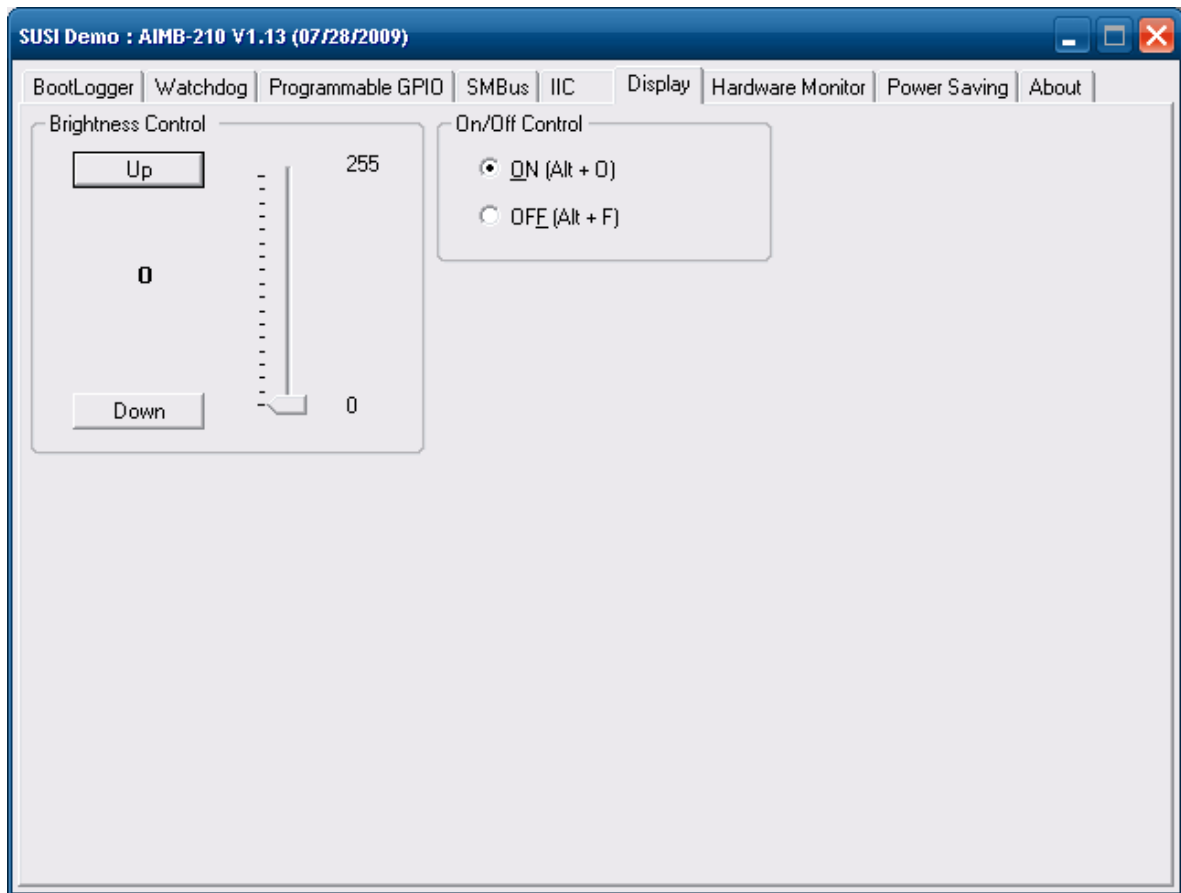 SUSI Demo : AIMB-210 V1.13 (07/28/2009)
BootLogger Watchdog Programmable GPIO SMBus IIC Display Hardware Monitor Power Saving About
Brightness Control
Up
255
0
Down
0
On/Off Control
ON (Alt + O)
OFF (Alt + F)